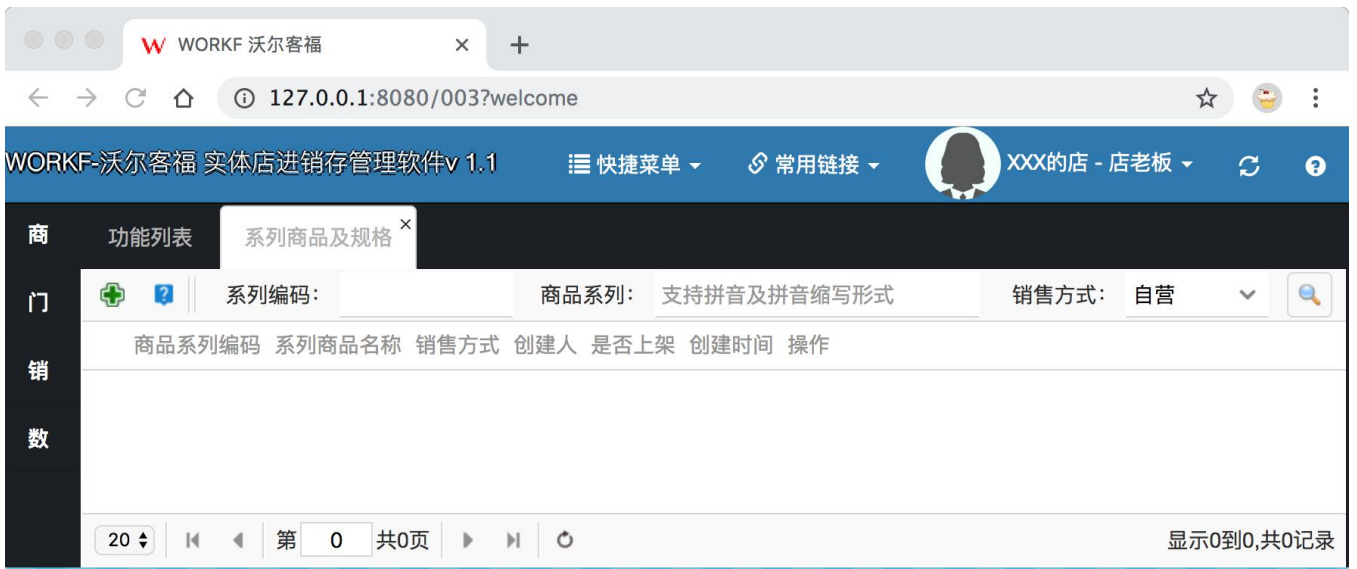 WORKF 沃尔客福
127.0.0.1:8080/003?welcome
WORKF-沃尔客福 实体店进销存管理软件v 1.1 快捷菜单 常用链接 XXX的店 - 店老板
商 功能列表 系列商品及规格
门 系列编码： 商品系列： 支持拼音及拼音缩写形式 销售方式： 自营
商品系列编码 系列商品名称 销售方式 创建人 是否上架 创建时间 操作
销
数
20 第 0 共0页 显示0到0,共0记录